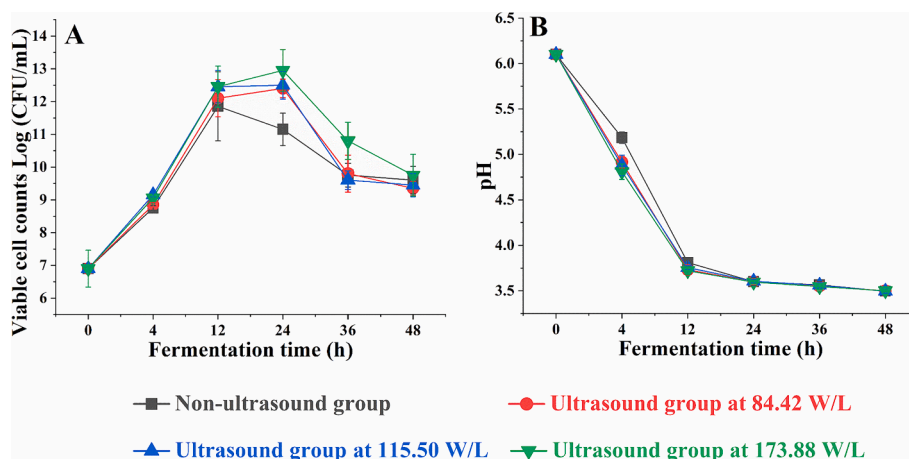 A
Viable cell counts Log (CFU/mL)
14
13
12
11
10
9
8
7
6
0 4 12 24 36 48
Fermentation time (h)
B
pH
6.5
6.0
5.5
5.0
4.5
4.0
3.5
0 4 12 24 36 48
Fermentation time (h)
Non-ultrasound group
Ultrasound group at 84.42 W/L
Ultrasound group at 115.50 W/L
Ultrasound group at 173.88 W/L